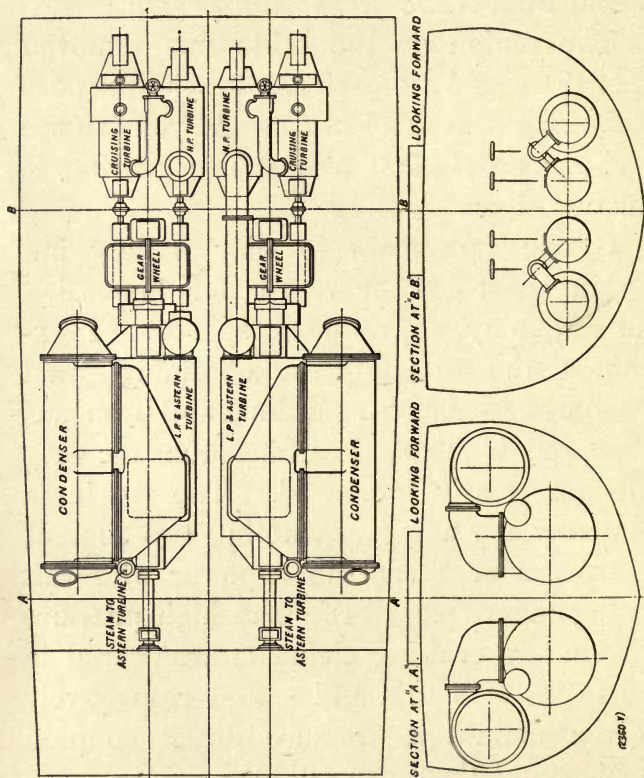 CRUISING
TURBINE
H.P. TURBINE
H.P. TURBINE
CRUISING
TURBINE
B
B
GEAR
WHEEL
GEAR
WHEEL
L.P. & ASTERN
TURBINE
L.P. & ASTERN
TURBINE
CONDENSER
CONDENSER
A
A
STEAM TO
ASTERN TURBINE
STEAM TO
ASTERN TURBINE
SECTION AT "B.B."
LOOKING FORWARD
SECTION AT "A.A".
LOOKING FORWARD